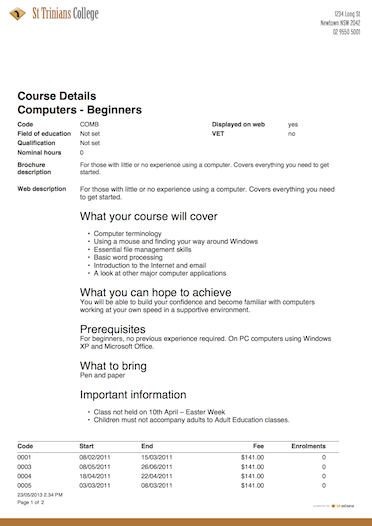 St Trinians College
1234 Long St
Newtown NSW 2042
02 9550 5001
Course Details
Computers - Beginners
Code COMB Displayed on web yes
Field of education Not set VET no
Qualification Not set
Nominal hours 0
Brochure description For those with little or no experience using a computer. Covers everything you need to get
started.
Web description For those with little or no experience using a computer. Covers everything you need
to get started.
What your course will cover
• Computer terminology
• Using a mouse and finding your way around Windows
• Essential file management skills
• Basic word processing
• Introduction to the Internet and email
• A look at other major computer applications
What you can hope to achieve
You will be able to build your confidence and become familiar with computers
working at your own speed in a supportive environment.
Prerequisites
For beginners, no previous experience required. On PC computers using Windows
XP and Microsoft Office.
What to bring
Pen and paper
Important information
• Class not held on 10th April – Easter Week
• Children must not accompany adults to Adult Education classes.
Code Start End Fee Enrolments
0001 08/02/2011 15/03/2011 $141.00 0
0003 08/05/2011 26/06/2011 $141.00 0
0004 18/04/2011 22/04/2011 $141.00 0
0005 03/03/2011 08/03/2011 $141.00 0
23/05/2013 2.34 PM
Page 1 of 2